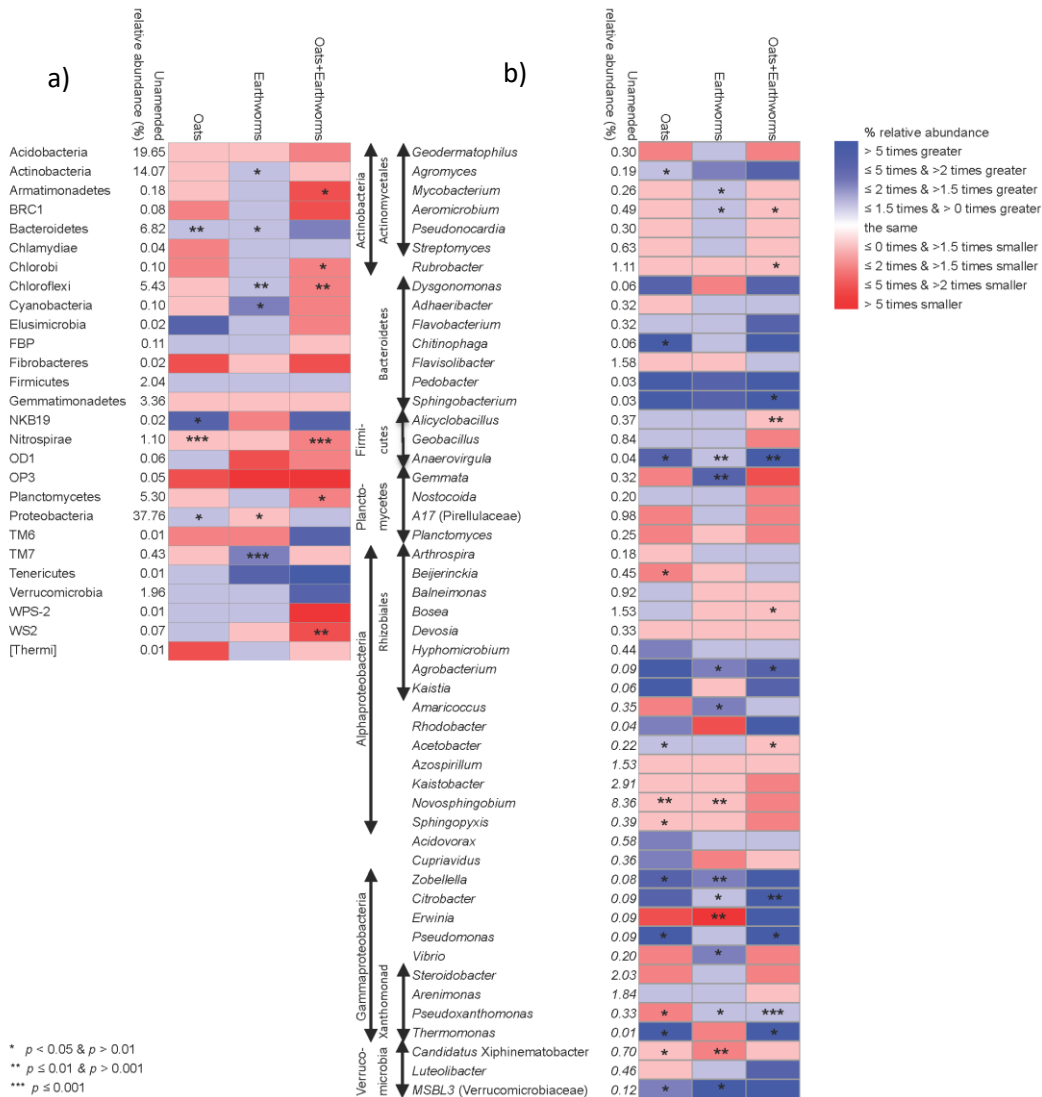 a)
b)
Unamended
relative abundance (%)
Oats
Earthworms
Oats+Earthworms
Unamended
relative abundance (%)
Oats
Earthworms
Oats+Earthworms
% relative abundance
> 5 times greater
≤ 5 times & >2 times greater
≤ 2 times & >1.5 times greater
≤ 1.5 times & > 0 times greater
the same
≤ 0 times & >1.5 times smaller
≤ 2 times & >1.5 times smaller
≤ 5 times & >2 times smaller
> 5 times smaller
Acidobacteria 19.65
Actinobacteria 14.07 *
Armatimonadetes 0.18 *
BRC1 0.08
Bacteroidetes 6.82 ** *
Chlamydiae 0.04
Chlorobi 0.10 *
Chloroflexi 5.43 ** **
Cyanobacteria 0.10 *
Elusimicrobia 0.02
FBP 0.11
Fibrobacteres 0.02
Firmicutes 2.04
Gemmatimonadetes 3.36
NKB19 0.02 *
Nitrospirae 1.10 *** ***
OD1 0.06
OP3 0.05
Planctomycetes 5.30 *
Proteobacteria 37.76 * *
TM6 0.01
TM7 0.43 ***
Tenericutes 0.01
Verrucomicrobia 1.96
WPS-2 0.01
WS2 0.07 **
[Thermi] 0.01
Actinobacteria
Actinomycetales
Bacteroidetes
Firmi-
cutes
Plancto-
mycetes
Alphaproteobacteria
Rhizobiales
Gammaproteobacteria
Xanthomonad
Verruco-
microbia
Geodermatophilus 0.30
Agromyces 0.19 *
Mycobacterium 0.26 *
Aeromicrobium 0.49 * *
Pseudonocardia 0.30
Streptomyces 0.63
Rubrobacter 1.11 *
Dysgonomonas 0.06
Adhaeribacter 0.32
Flavobacterium 0.32
Chitinophaga 0.06 *
Flavisolibacter 1.58
Pedobacter 0.03
Sphingobacterium 0.03 *
Alicyclobacillus 0.37 **
Geobacillus 0.84
Anaerovirgula 0.04 * ** **
Gemmata 0.32 **
Nostocoida 0.20
A17 (Pirellulaceae) 0.98
Planctomyces 0.25
Arthrospira 0.18
Beijerinckia 0.45 *
Balneimonas 0.92
Bosea 1.53 *
Devosia 0.33
Hyphomicrobium 0.44
Agrobacterium 0.09 * *
Kaistia 0.06
Amaricoccus 0.35 *
Rhodobacter 0.04
Acetobacter 0.22 * *
Azospirillum 1.53
Kaistobacter 2.91
Novosphingobium 8.36 ** **
Sphingopyxis 0.39 *
Acidovorax 0.58
Cupriavidus 0.36
Zobellella 0.08 * **
Citrobacter 0.09 * **
Erwinia 0.09 **
Pseudomonas 0.09 * *
Vibrio 0.20 *
Steroidobacter 2.03
Arenimonas 1.84
Pseudoxanthomonas 0.33 * * ***
Thermomonas 0.01 * *
Candidatus Xiphinematobacter 0.70 * **
Luteolibacter 0.46
MSBL3 (Verrucomicrobiaceae) 0.12 * *
* p < 0.05 & p > 0.01
** p ≤ 0.01 & p > 0.001
*** p ≤ 0.001